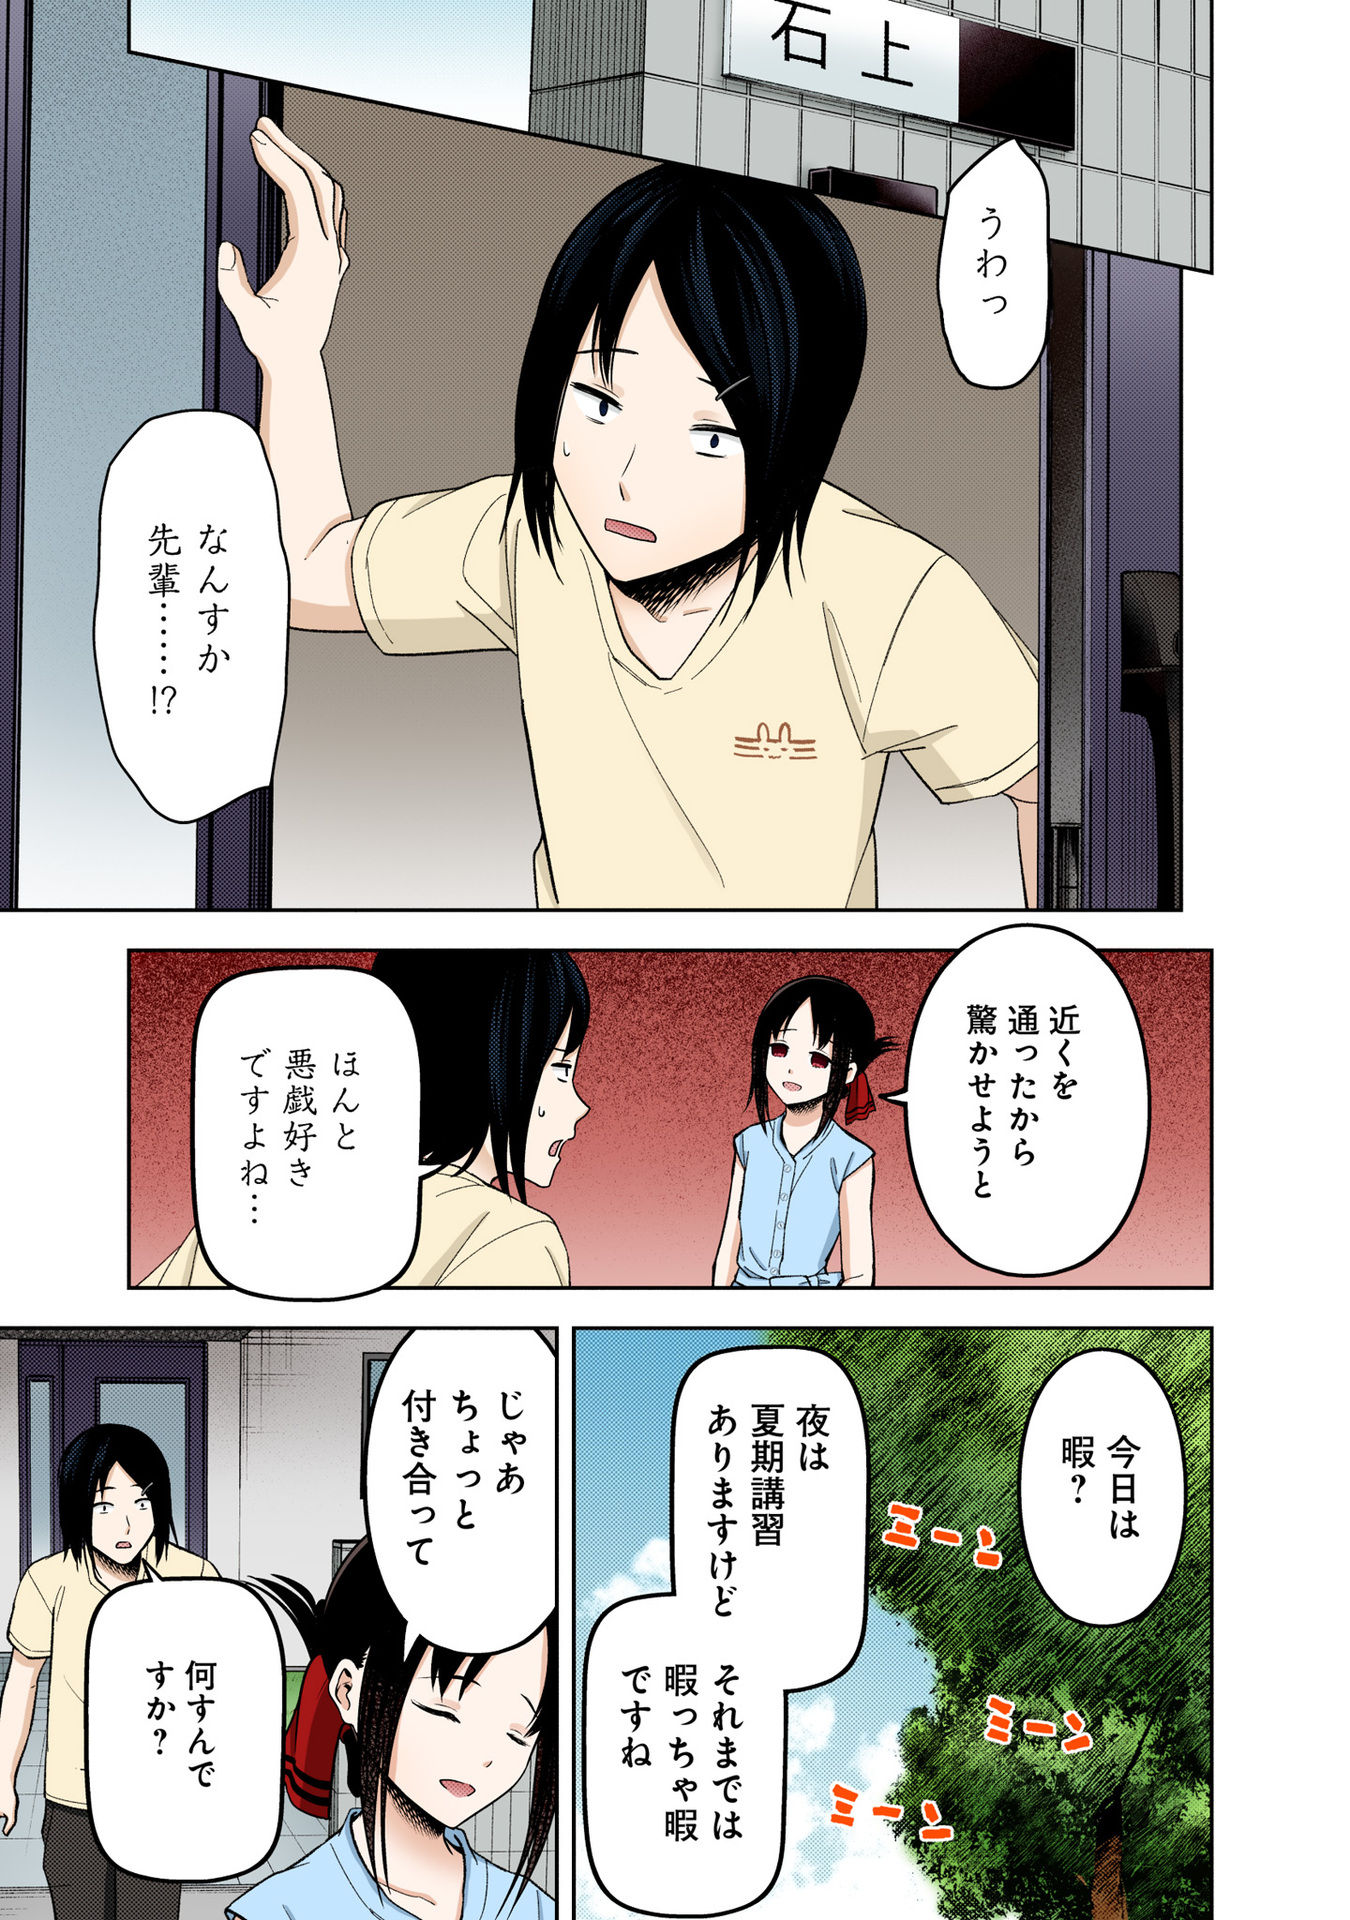 石上
うわっ
なんすか
先輩……!?
近くを
通ったから
驚かせようと
ほんと
悪戯好き
ですよね…
今日は
暇？
夜は
夏期講習
ありますけど
それまでは
暇っちゃ暇
ですね
ミーン
ミーン
ミーン
じゃあ
ちょっと
付き合って
何すんで
すか？